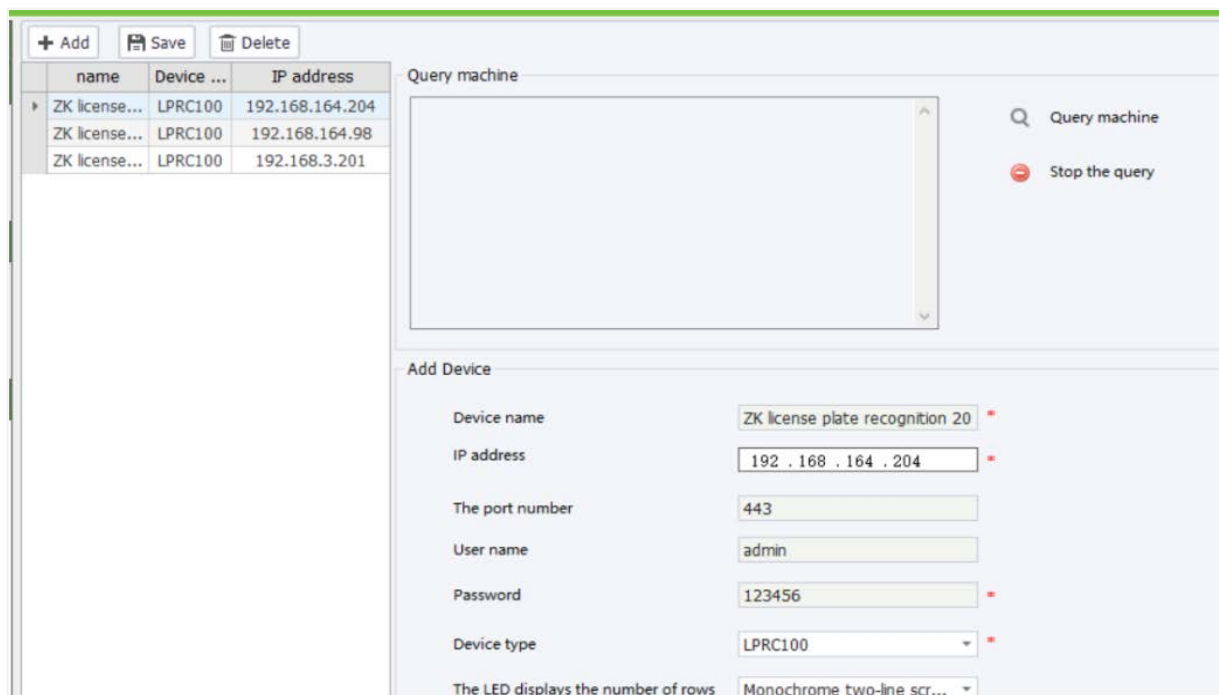 Add Save Delete
name Device ... IP address
ZK license... LPRC100 192.168.164.204
ZK license... LPRC100 192.168.164.98
ZK license... LPRC100 192.168.3.201
Query machine
Query machine
Stop the query
Add Device
Device name ZK license plate recognition 20 *
IP address 192 . 168 . 164 . 204 *
The port number 443
User name admin
Password 123456 *
Device type LPRC100 *
The LED displays the number of rows Monochrome two-line scr...